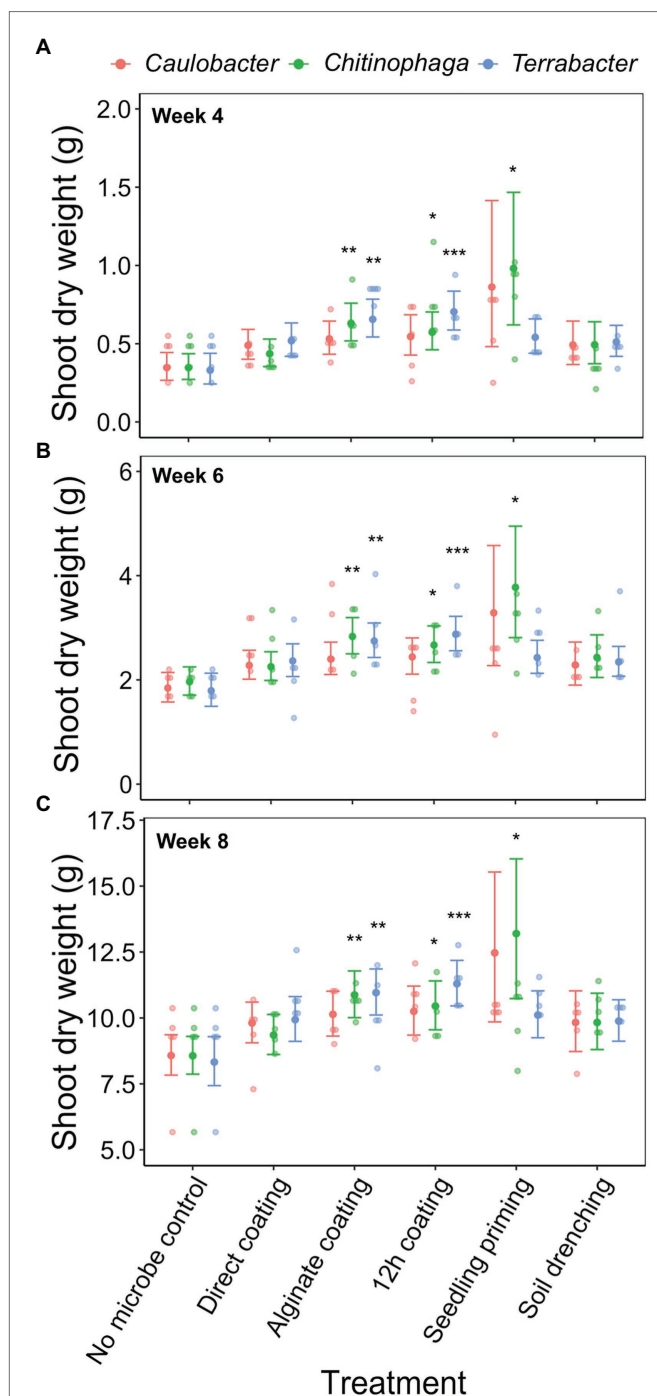 A
Caulobacter Chitinophaga Terrabacter
Week 4
Shoot dry weight (g)
2.0
1.5
1.0
0.5
0.0
*
* ***
** **
B
Week 6
Shoot dry weight (g)
6
4
2
0
*
** ***
** *
C
Week 8
Shoot dry weight (g)
17.5
15.0
12.5
10.0
7.5
5.0
*
** ***
** *
No microbe control
Direct coating
Alginate coating
12h coating
Seedling priming
Soil drenching
Treatment